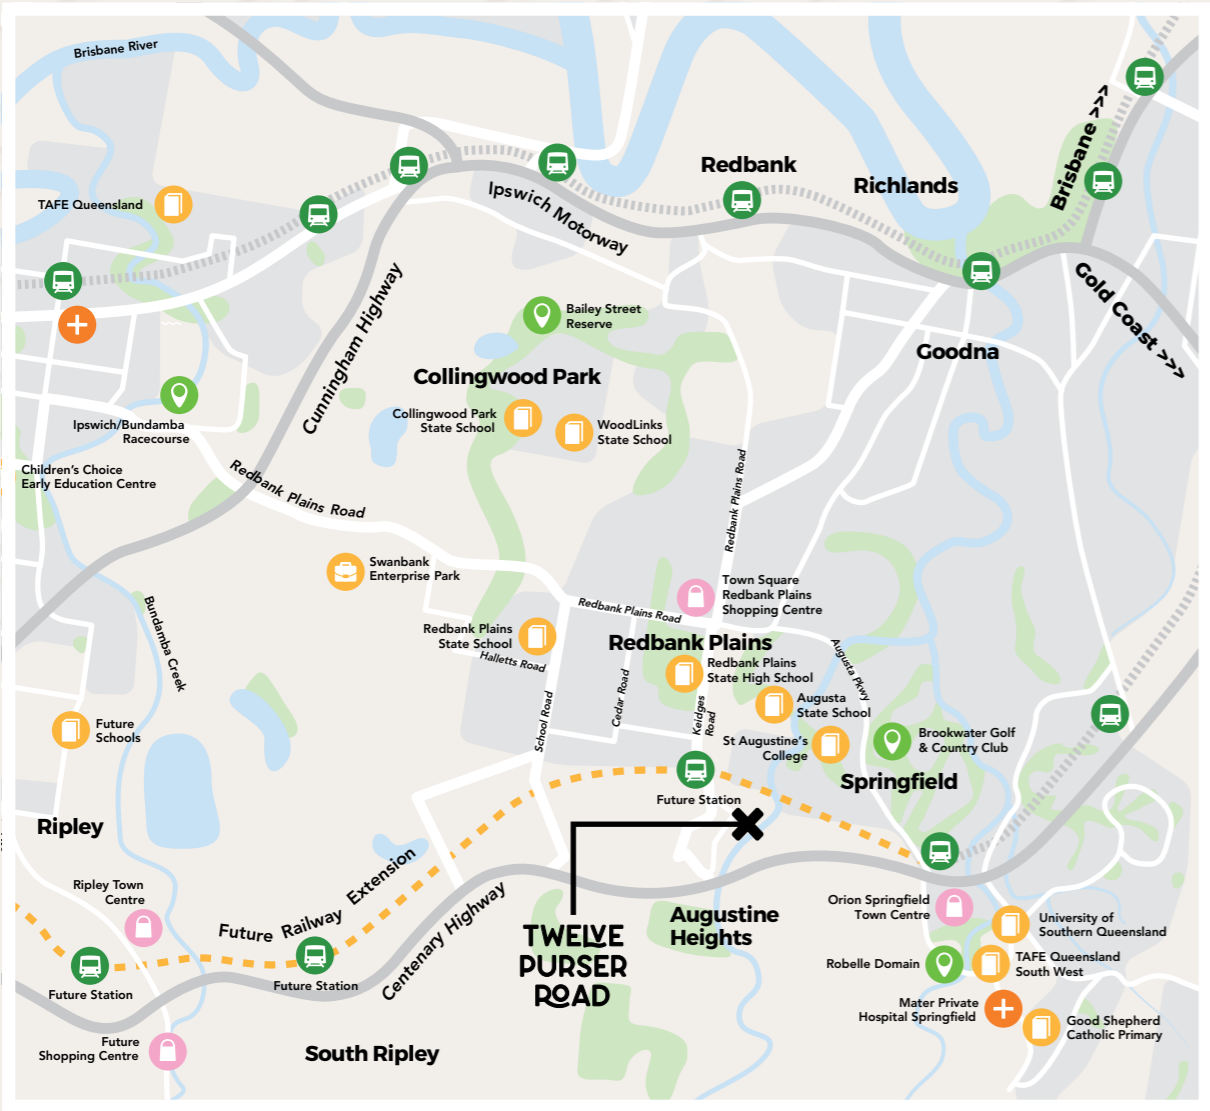 Brisbane River
TAFE Queensland
Redbank
Richlands
Brisbane >>>
Ipswich Motorway
Gold Coast >>>
Cunningham Highway
Bailey Street
Reserve
Goodna
Collingwood Park
Collingwood Park
State School
WoodLinks
State School
Ipswich/Bundamba
Racecourse
Children's Choice
Early Education Centre
Redbank Plains Road
Redbank Plains Road
Swanbank
Enterprise Park
Town Square
Redbank Plains
Shopping Centre
Redbank Plains Road
Bundamba Creek
Redbank Plains
State School
Halletts Road
Redbank Plains
Redbank Plains
State High School
Augusta Pkwy
Cedar Road
School Road
Keidges
Road
Augusta
State School
St Augustine's
College
Brookwater Golf
& Country Club
Future
Schools
Springfield
Future Station
Ripley
Future Railway Extension
Ripley Town
Centre
Centenary Highway
Orion Springfield
Town Centre
Augustine
Heights
University of
Southern Queensland
TWELVE
PURSER
ROAD
Robelle Domain
TAFE Queensland
South West
Future Station
Future Station
Mater Private
Hospital Springfield
Good Shepherd
Catholic Primary
Future
Shopping Centre
South Ripley